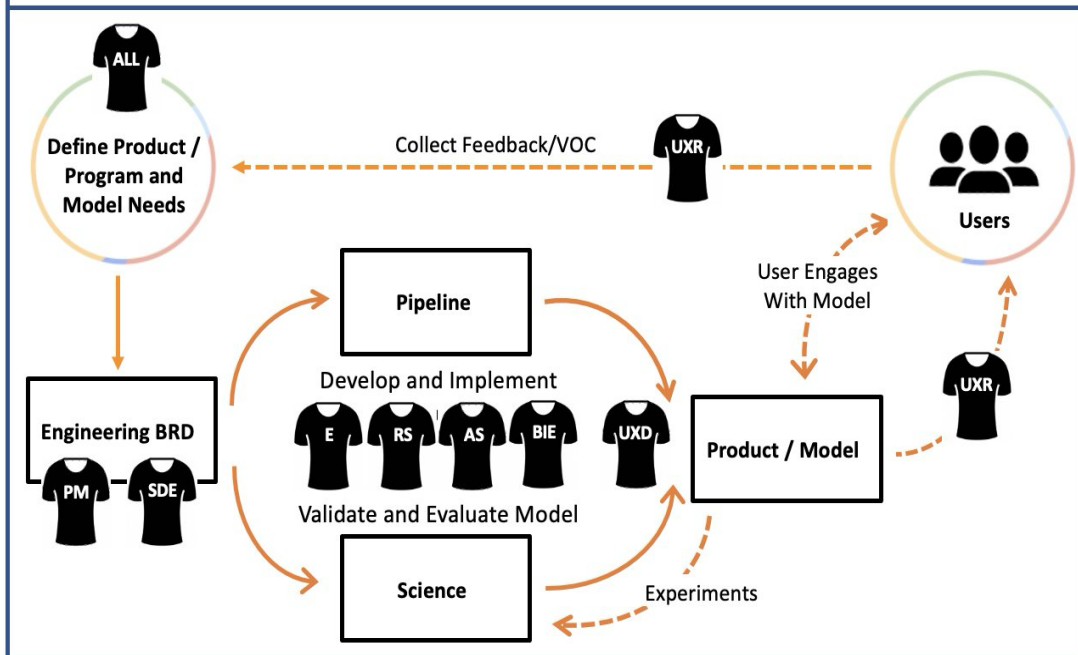 ALL
Define Product /
Program and
Model Needs
Collect Feedback/VOC
UXR
Users
User Engages
With Model
Pipeline
Develop and Implement
Engineering BRD
PM
SDE
E
RS
AS
BIE
UXD
Product / Model
UXR
Validate and Evaluate Model
Science
Experiments